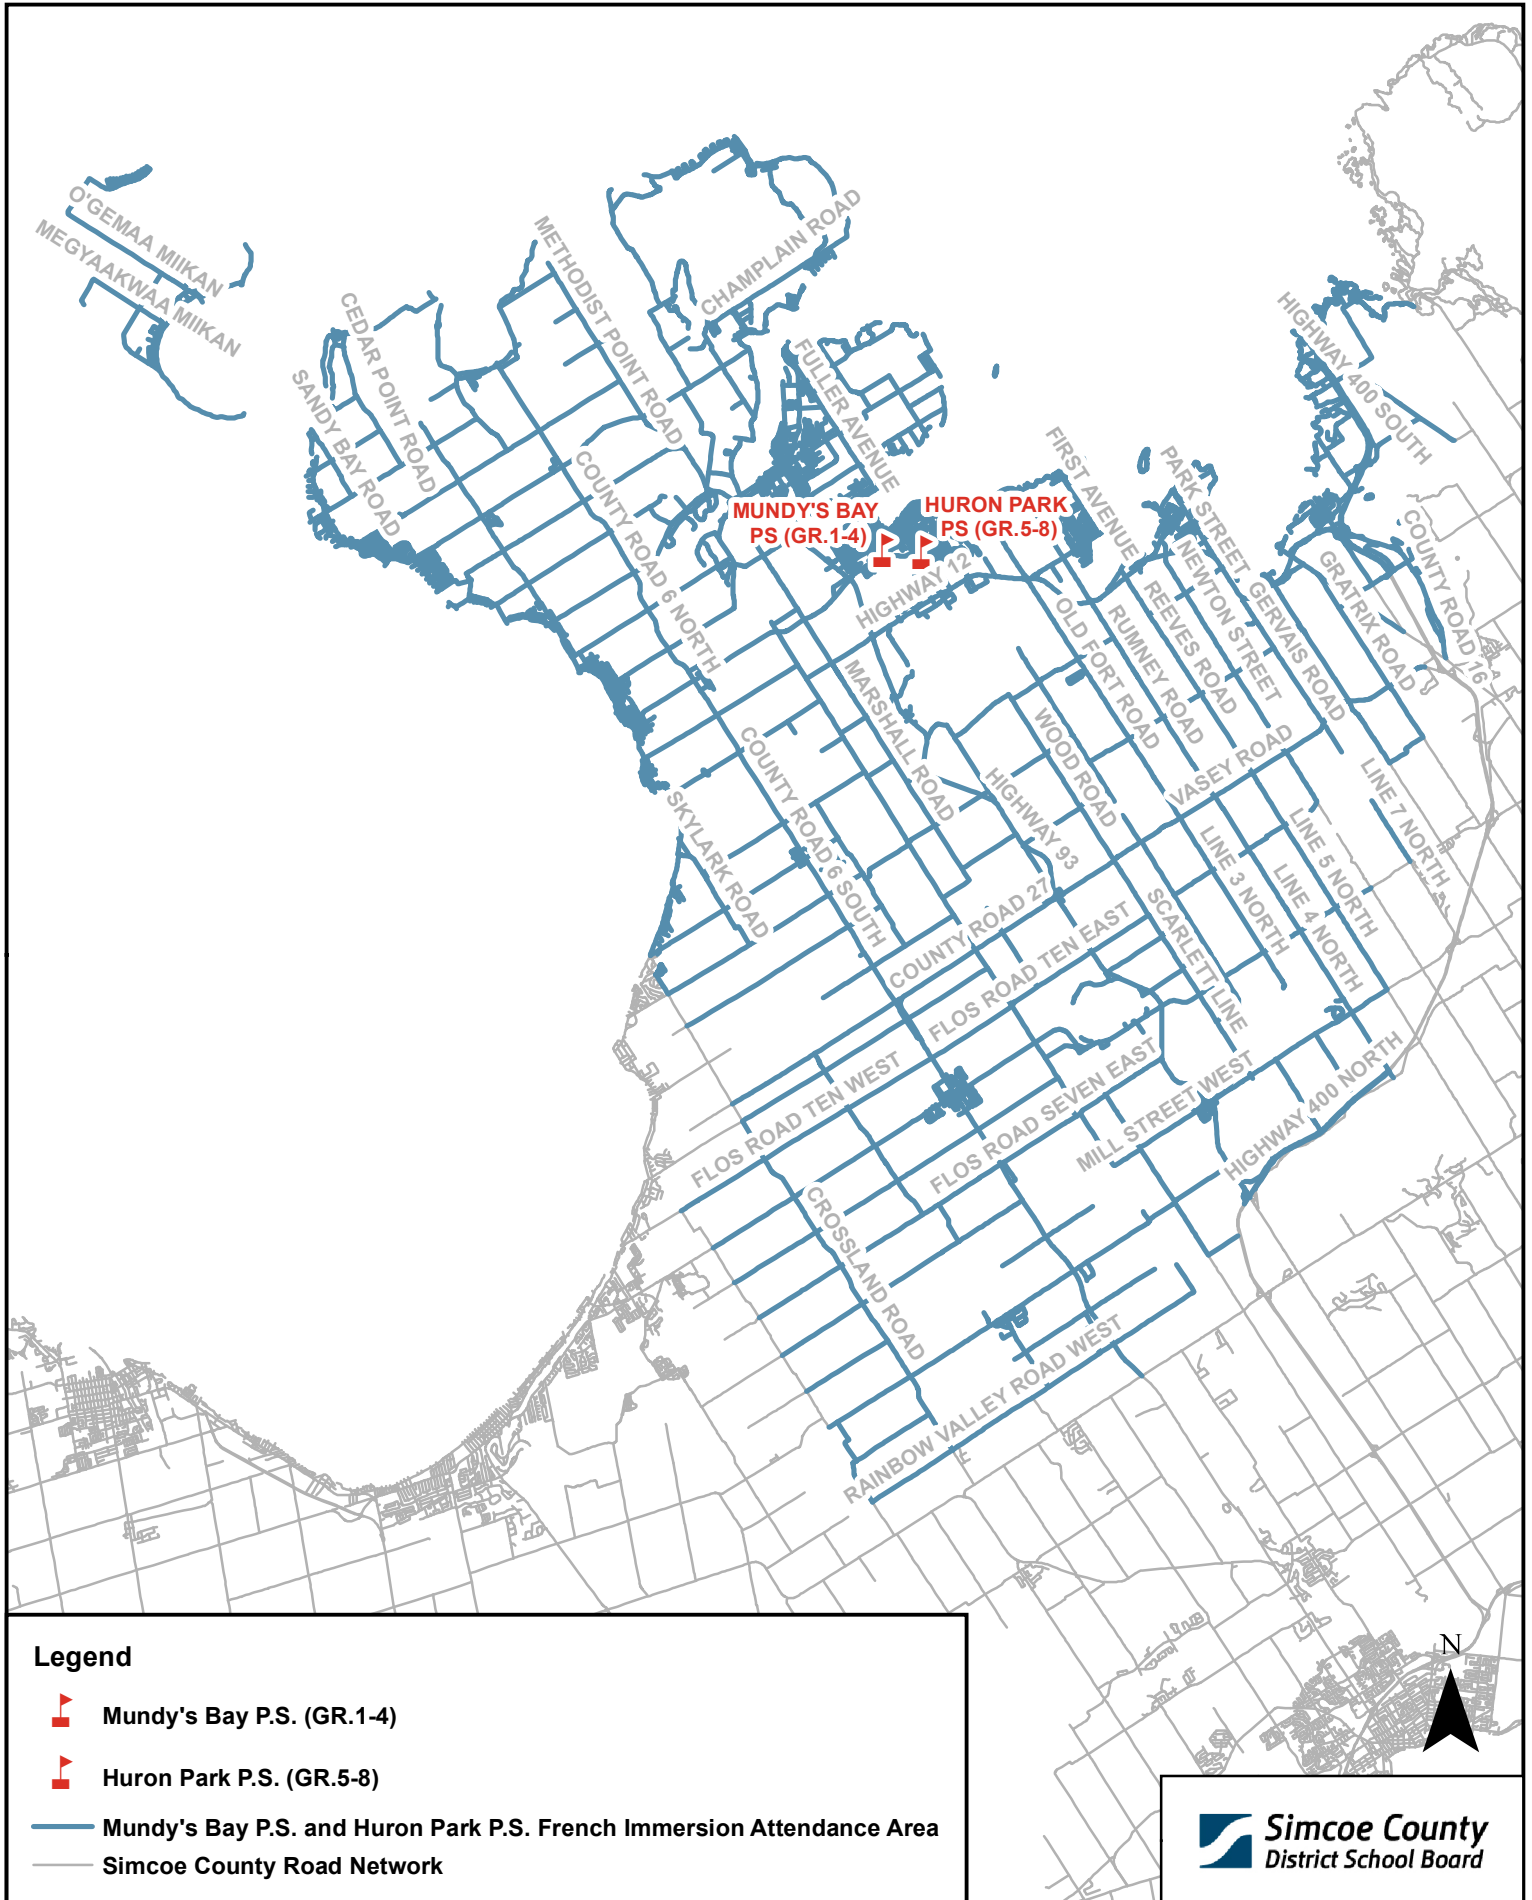 O'GEMAA MIIKAN
MEGYAAKWAA MIIKAN
METHODIST POINT ROAD
CHAMPLAIN ROAD
CEDAR POINT ROAD
SANDY BAY ROAD
HIGHWAY 400 SOUTH
FULLER AVENUE
COUNTY ROAD 6 NORTH
FIRST AVENUE
PARK STREET
MUNDY'S BAY
PS (GR.1-4)
HURON PARK
PS (GR.5-8)
HIGHWAY 12
COUNTY ROAD 16
GRATRIX ROAD
GERVAIS ROAD
NEWTON STREET
REEVES ROAD
RUMNEY ROAD
OLD FORT ROAD
MARSHALL ROAD
WOOD ROAD
VASEY ROAD
COUNTY ROAD 6 SOUTH
HIGHWAY 93
SKYLARK ROAD
LINE 7 NORTH
LINE 5 NORTH
LINE 4 NORTH
LINE 3 NORTH
SCARLETT LINE
COUNTY ROAD 27
FLOS ROAD TEN EAST
FLOS ROAD TEN WEST
FLOS ROAD SEVEN EAST
MILL STREET WEST
HIGHWAY 400 NORTH
CROSSLAND ROAD
RAINBOW VALLEY ROAD WEST
N
Legend
Mundy's Bay P.S. (GR.1-4)
Huron Park P.S. (GR.5-8)
Mundy's Bay P.S. and Huron Park P.S. French Immersion Attendance Area
Simcoe County Road Network
Simcoe County
District School Board